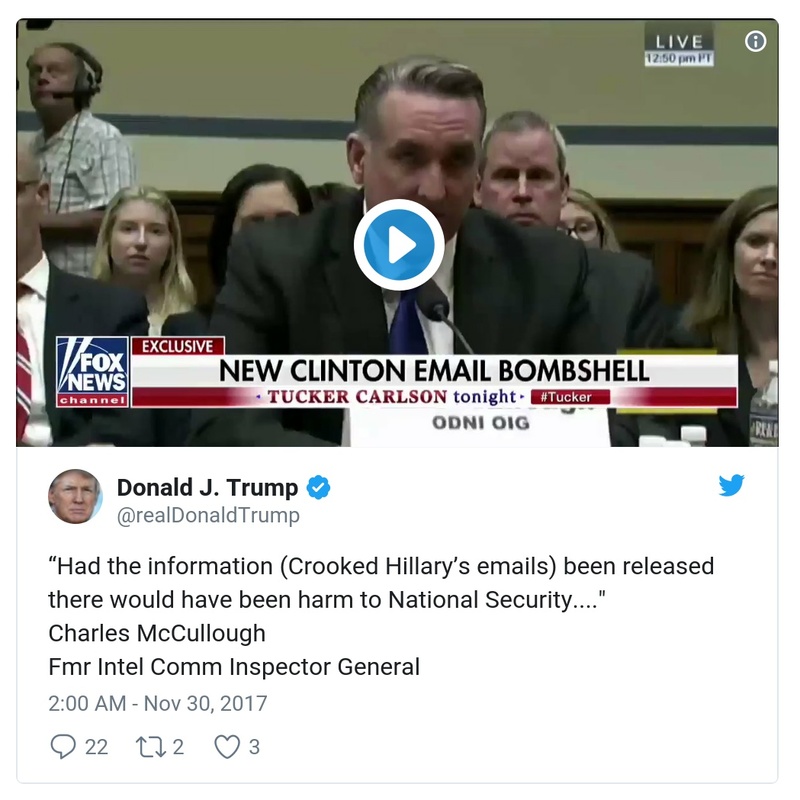 LIVE
12:50 pm PT
EXCLUSIVE
FOX
NEWS
channel
NEW CLINTON EMAIL BOMBSHELL
TUCKER CARLSON tonight
#Tucker
ODNI OIG
Donald J. Trump
@realDonaldTrump
“Had the information (Crooked Hillary’s emails) been released
there would have been harm to National Security...."
Charles McCullough
Fmr Intel Comm Inspector General
2:00 AM - Nov 30, 2017
22 2 3